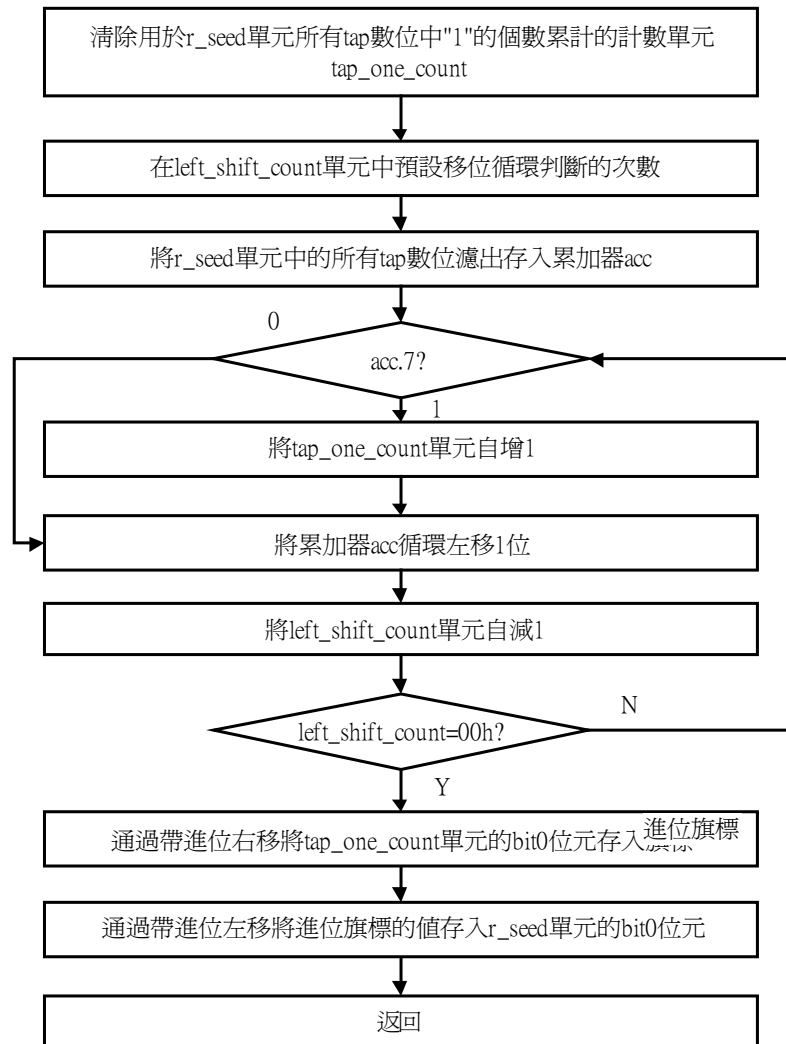 清除用於r_seed單元所有tap數位中"1"的個數累計的計數單元
tap_one_count
在left_shift_count單元中預設移位循環判斷的次數
將r_seed單元中的所有tap數位濾出存入累加器acc
0
acc.7?
1
將tap_one_count單元自增1
將累加器acc循環左移1位
將left_shift_count單元自減1
N
left_shift_count=00h?
Y
通過帶進位右移將tap_one_count單元的bit0位元存入進位旗標
通過帶進位左移將進位旗標的值存入r_seed單元的bit0位元
返回